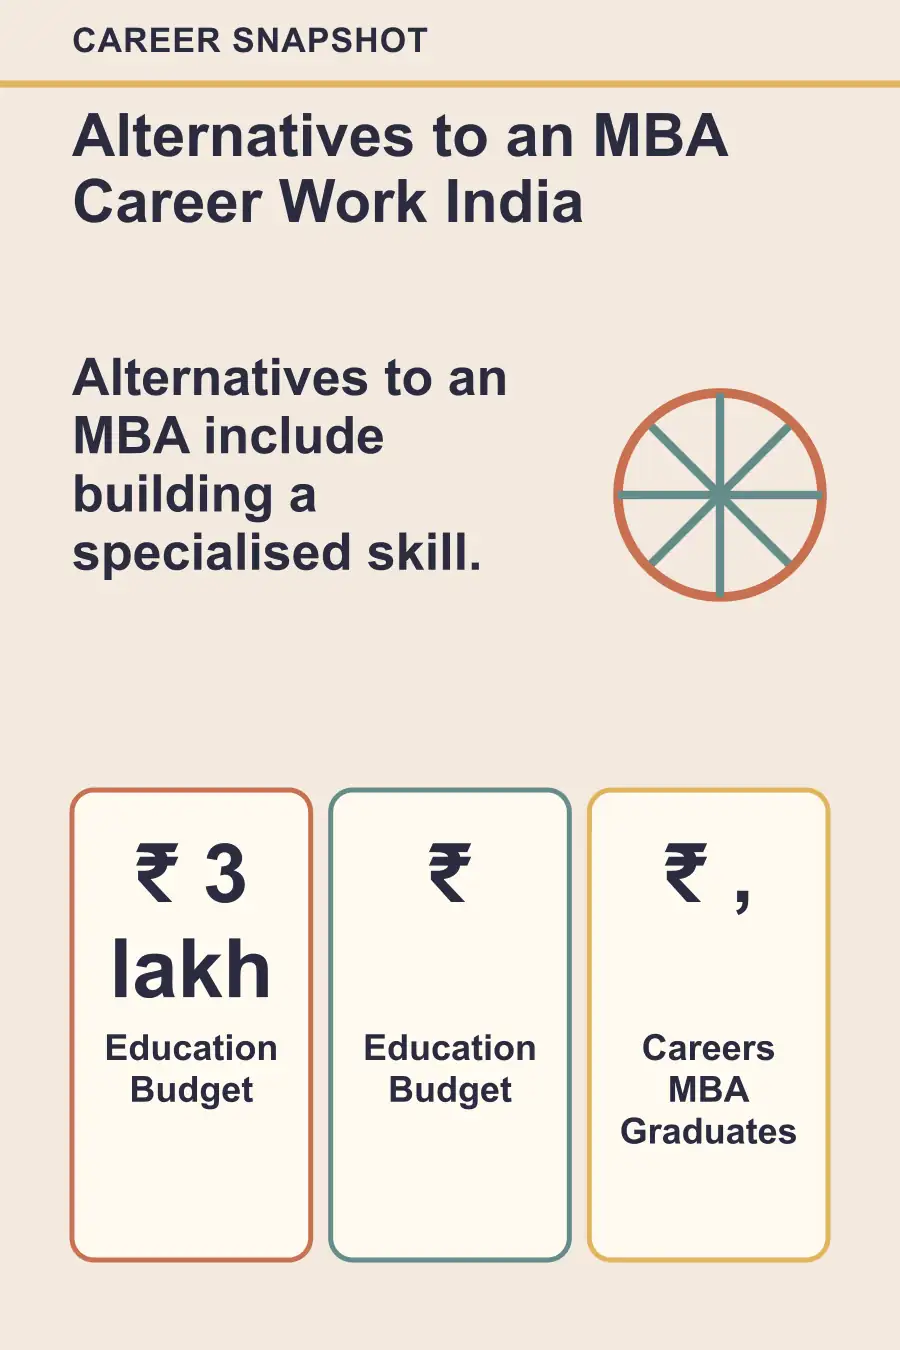 CAREER SNAPSHOT
Alternatives to an MBA
Career Work India
Alternatives to an
MBA include
building a
specialised skill.
₹ 3
lakh
Education
Budget
₹
Education
Budget
₹ ,
Careers
MBA
Graduates